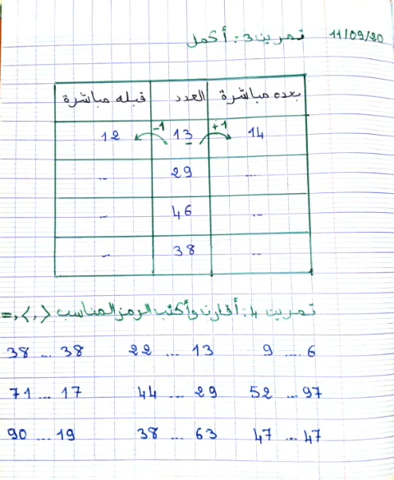 11/09/20 تمرين 3: أكمل
بعده مباشرة العدد قبله مباشرة
14 +1 13 -1 12
... 29 ..
... 46 ..
... 38 ..
تمرين 4: أقارن وأكتب الرمز المناسب <,>,=
38 ... 38 22 ... 13 9 .... 6
71 ... 17 44 ... 29 52 ... 97
90 ... 19 38 ... 63 47 ... 47